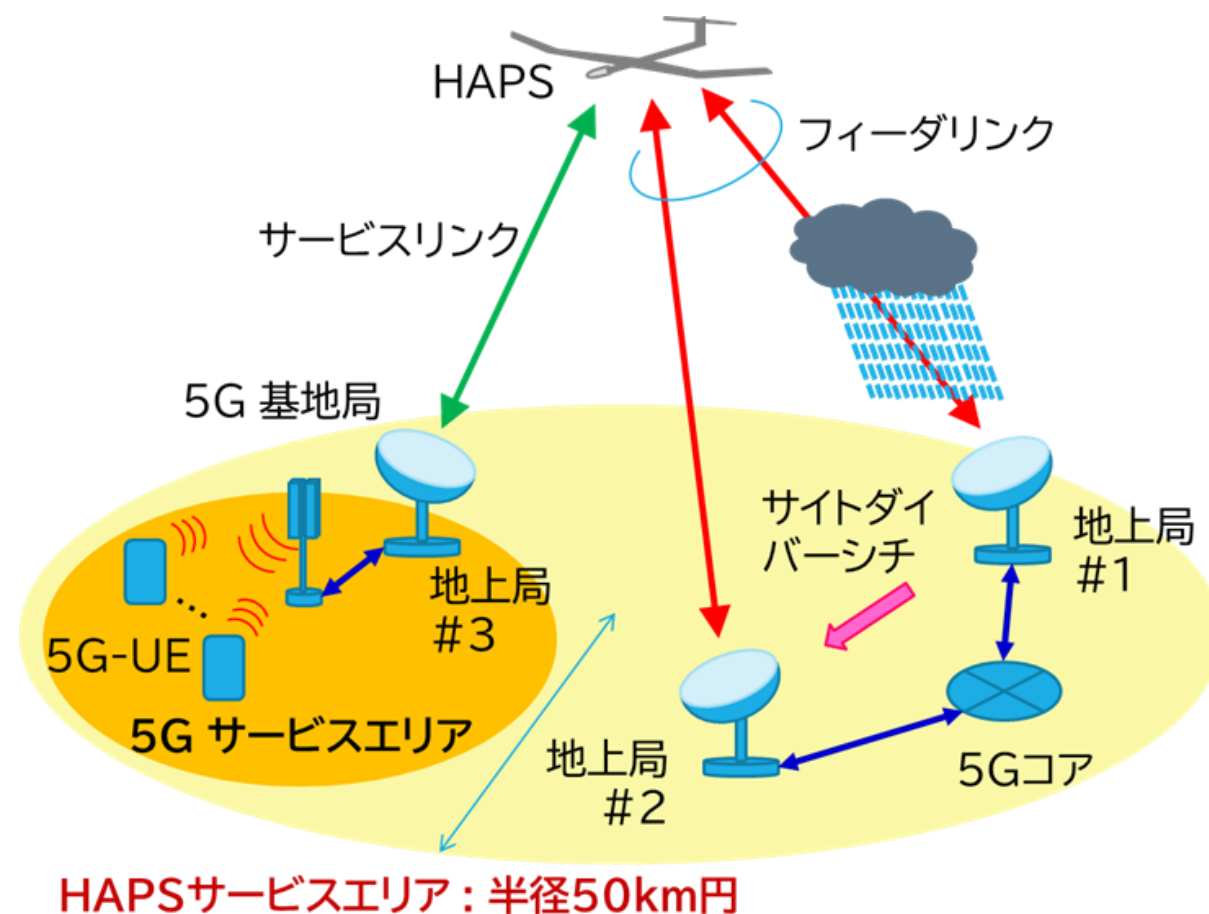 HAPS
フィーダリンク
サービスリンク
5G 基地局
サイトダイ
バーシチ
地上局
#1
地上局
#3
5G-UE
5G サービスエリア
地上局
#2
5Gコア
HAPSサービスエリア：半径50km円